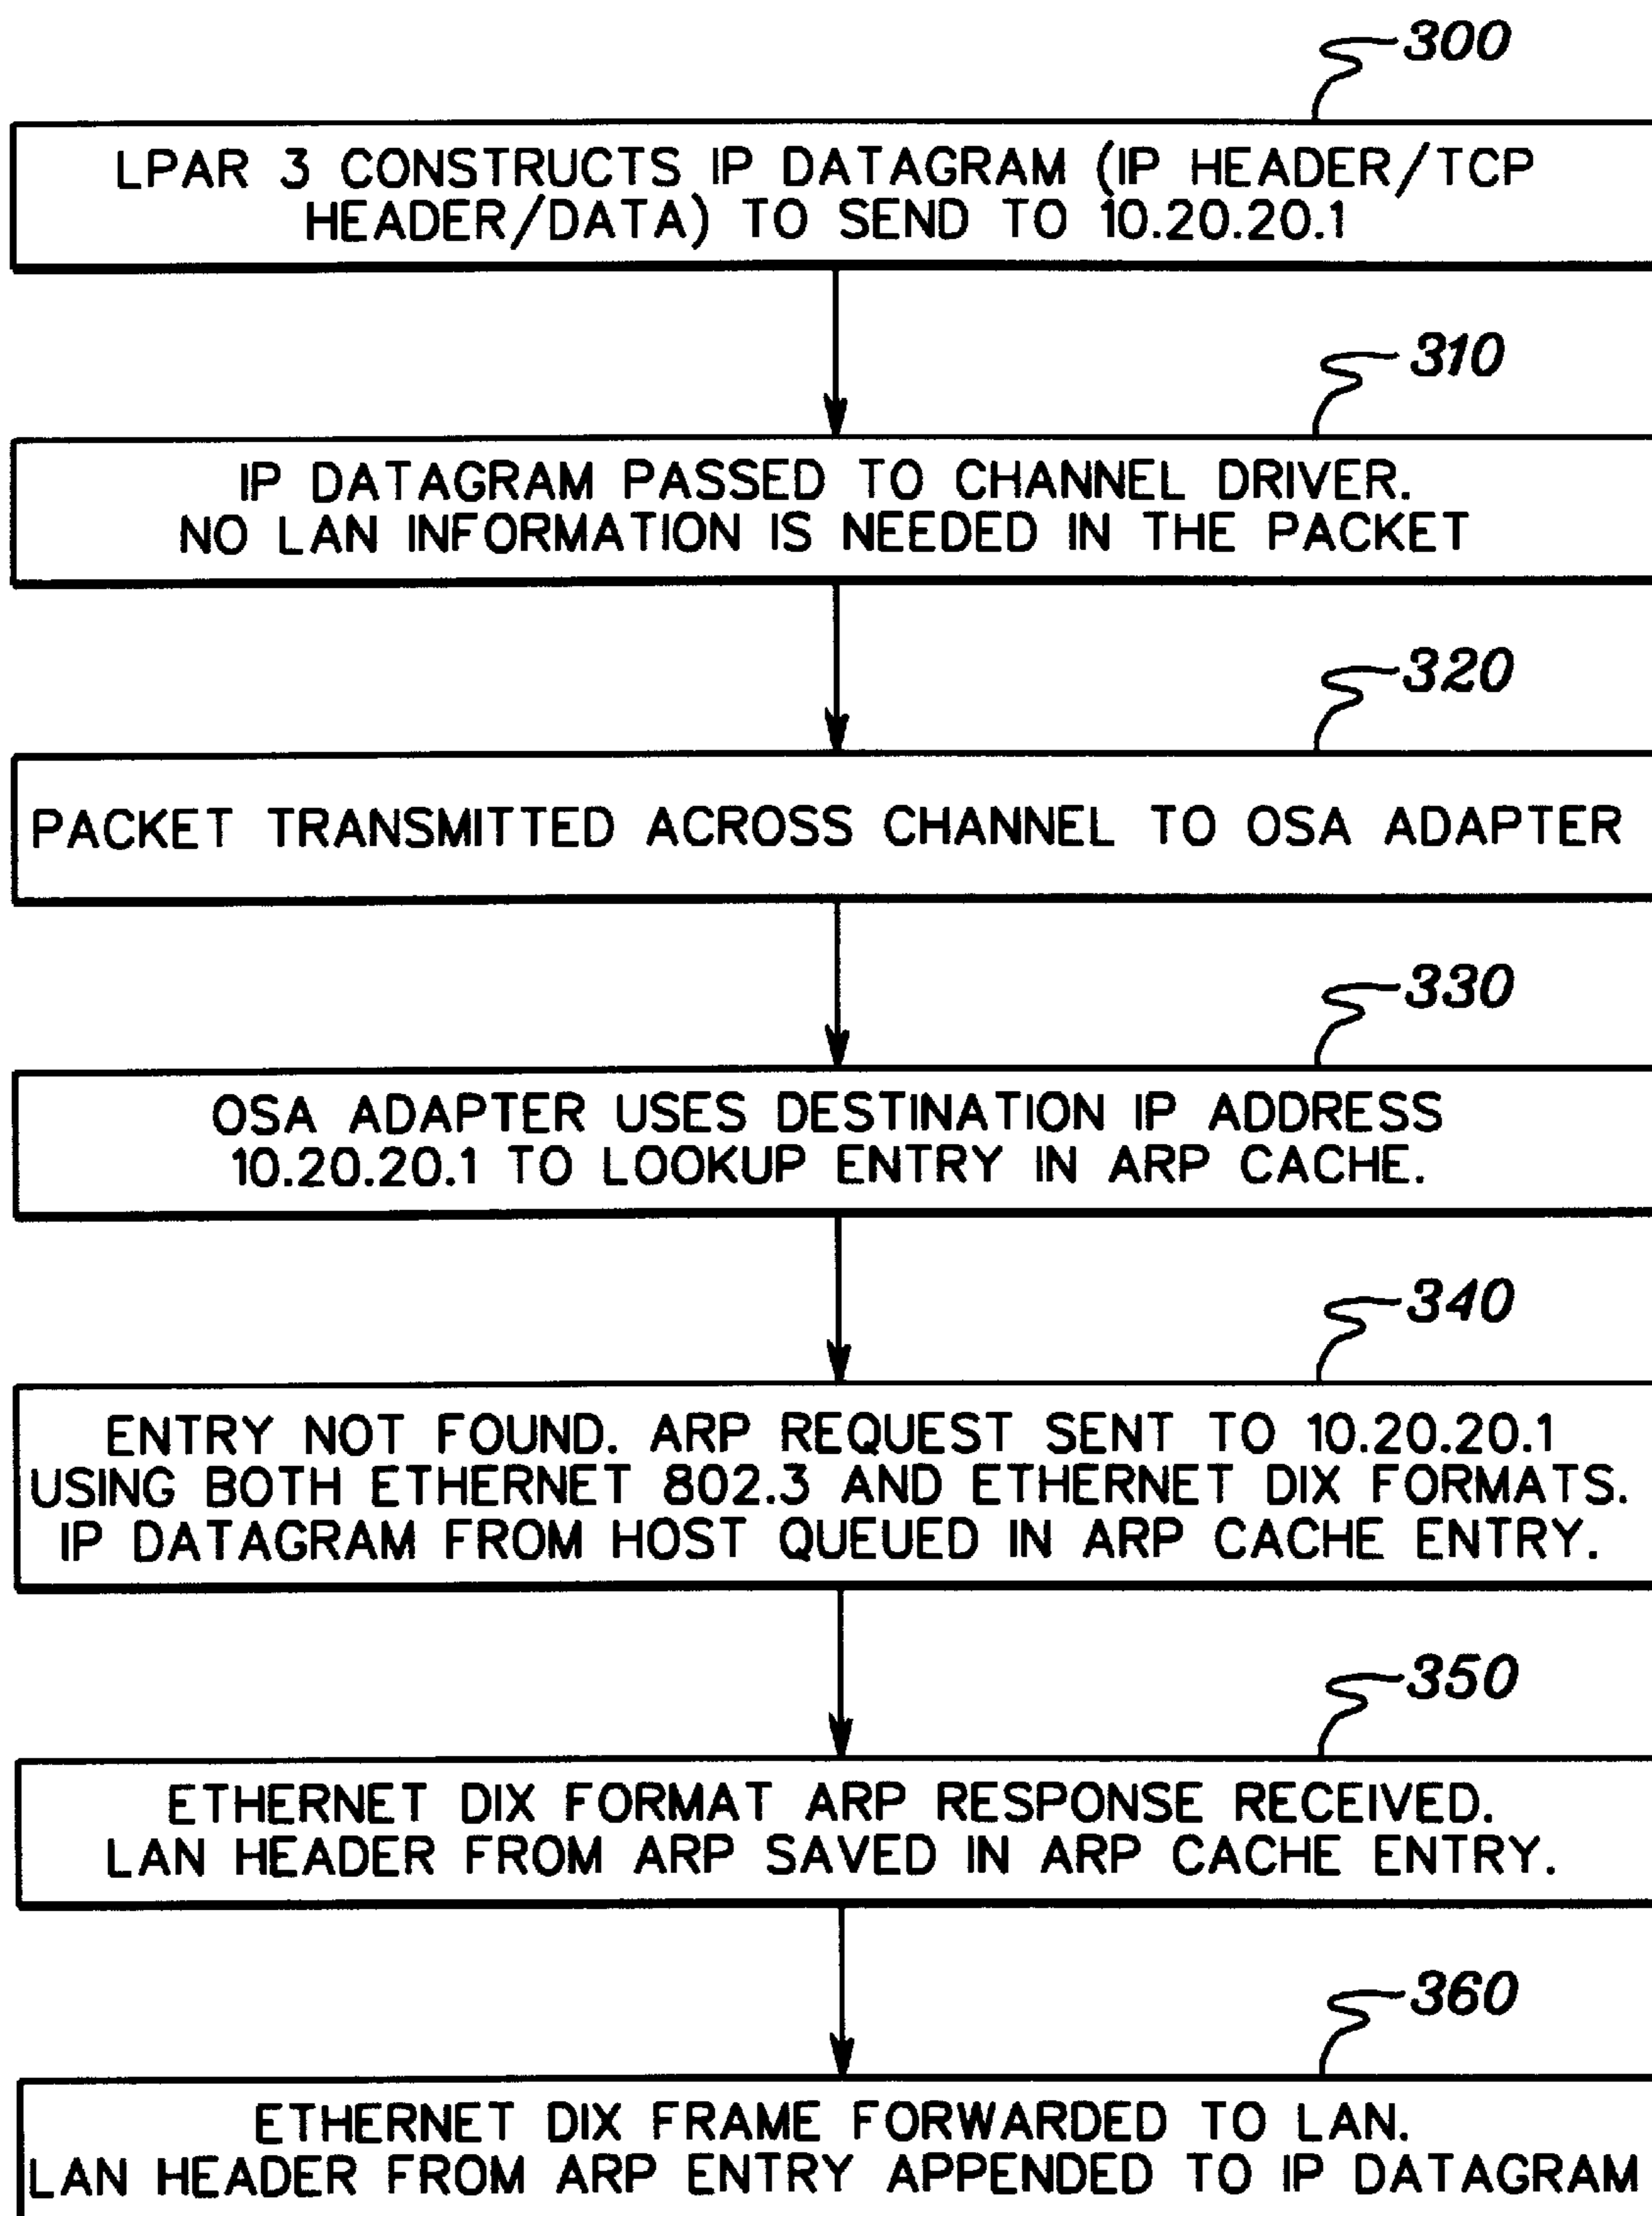 300
LPAR 3 CONSTRUCTS IP DATAGRAM (IP HEADER/TCP
HEADER/DATA) TO SEND TO 10.20.20.1
310
IP DATAGRAM PASSED TO CHANNEL DRIVER.
NO LAN INFORMATION IS NEEDED IN THE PACKET
320
PACKET TRANSMITTED ACROSS CHANNEL TO OSA ADAPTER
330
OSA ADAPTER USES DESTINATION IP ADDRESS
10.20.20.1 TO LOOKUP ENTRY IN ARP CACHE.
340
ENTRY NOT FOUND. ARP REQUEST SENT TO 10.20.20.1
USING BOTH ETHERNET 802.3 AND ETHERNET DIX FORMATS.
IP DATAGRAM FROM HOST QUEUED IN ARP CACHE ENTRY.
350
ETHERNET DIX FORMAT ARP RESPONSE RECEIVED.
LAN HEADER FROM ARP SAVED IN ARP CACHE ENTRY.
360
ETHERNET DIX FRAME FORWARDED TO LAN.
LAN HEADER FROM ARP ENTRY APPENDED TO IP DATAGRAM